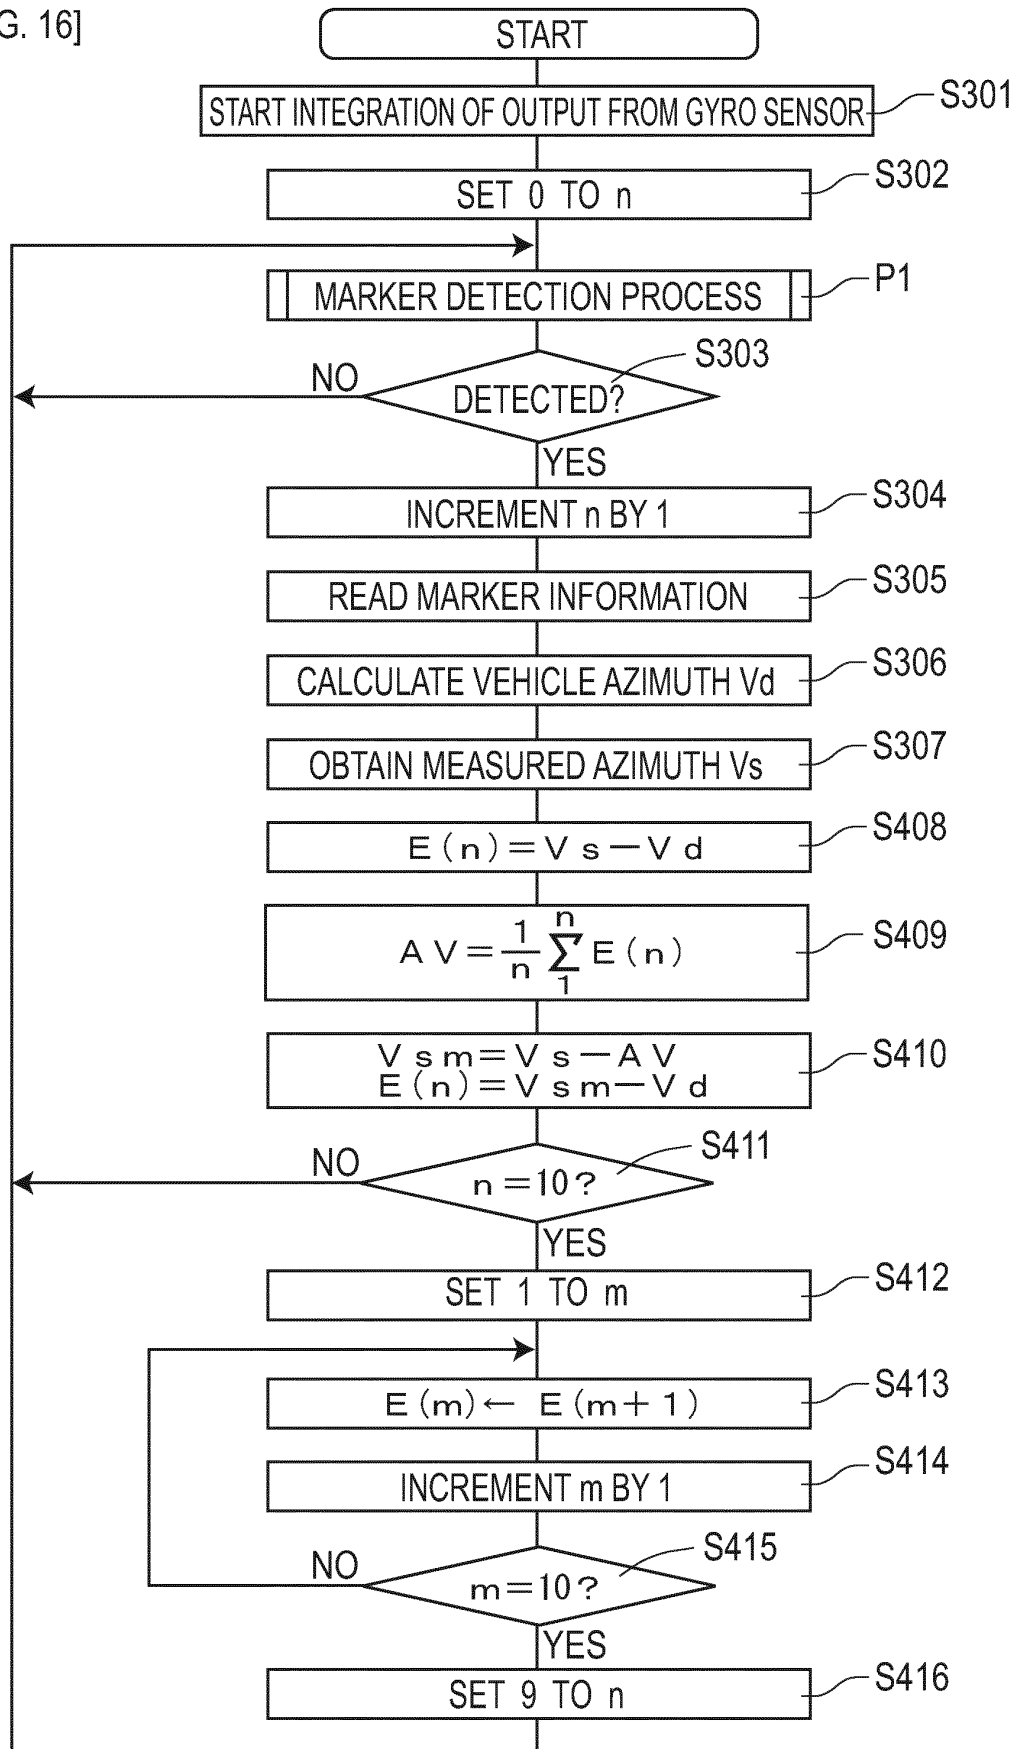 G. 16]
START
START INTEGRATION OF OUTPUT FROM GYRO SENSOR
S301
SET 0 TO n
S302
MARKER DETECTION PROCESS
P1
DETECTED?
S303
NO
YES
INCREMENT n BY 1
S304
READ MARKER INFORMATION
S305
CALCULATE VEHICLE AZIMUTH Vd
S306
OBTAIN MEASURED AZIMUTH Vs
S307
E(n)=Vs−Vd
S408
AV=1/n Σ(1 to n) E(n)
S409
Vsm=Vs−AV
E(n)=Vsm−Vd
S410
n=10?
S411
NO
YES
SET 1 TO m
S412
E(m)← E(m+1)
S413
INCREMENT m BY 1
S414
m=10?
S415
NO
YES
SET 9 TO n
S416